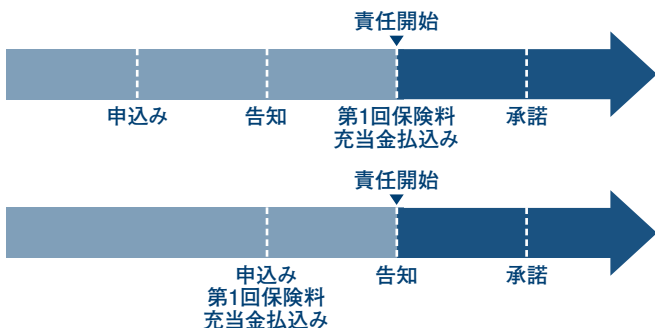 責任開始
申込み
告知
第1回保険料
充当金払込み
承諾
責任開始
申込み
第1回保険料
充当金払込み
告知
承諾